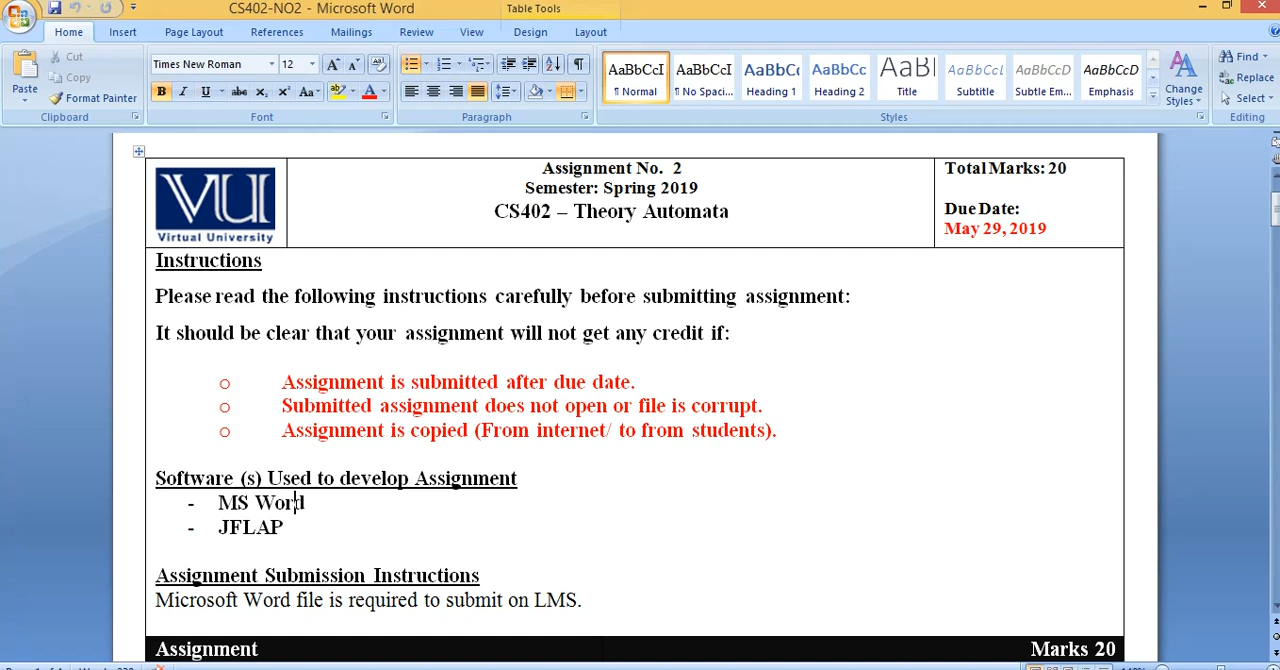 CS402-NO2 - Microsoft Word
Table Tools
Home Insert Page Layout References Mailings Review View Design Layout
Cut
Copy
Format Painter
Paste
Clipboard
Times New Roman 12
B I U abc X₂ X² Aa
Font
Paragraph
AaBbCcI AaBbCcI AaBbCc AaBbCc AaBl AaBbCcL AaBbCcD AaBbCcD
¶ Normal ¶ No Spaci... Heading 1 Heading 2 Title Subtitle Subtle Em... Emphasis
Styles
Change Styles
Find
Replace
Select
Editing
VU
Virtual University
Assignment No. 2
Semester: Spring 2019
CS402 – Theory Automata
Total Marks: 20
Due Date:
May 29, 2019
Instructions
Please read the following instructions carefully before submitting assignment:
It should be clear that your assignment will not get any credit if:
o Assignment is submitted after due date.
o Submitted assignment does not open or file is corrupt.
o Assignment is copied (From internet/ to from students).
Software (s) Used to develop Assignment
- MS Word
- JFLAP
Assignment Submission Instructions
Microsoft Word file is required to submit on LMS.
Assignment Marks 20